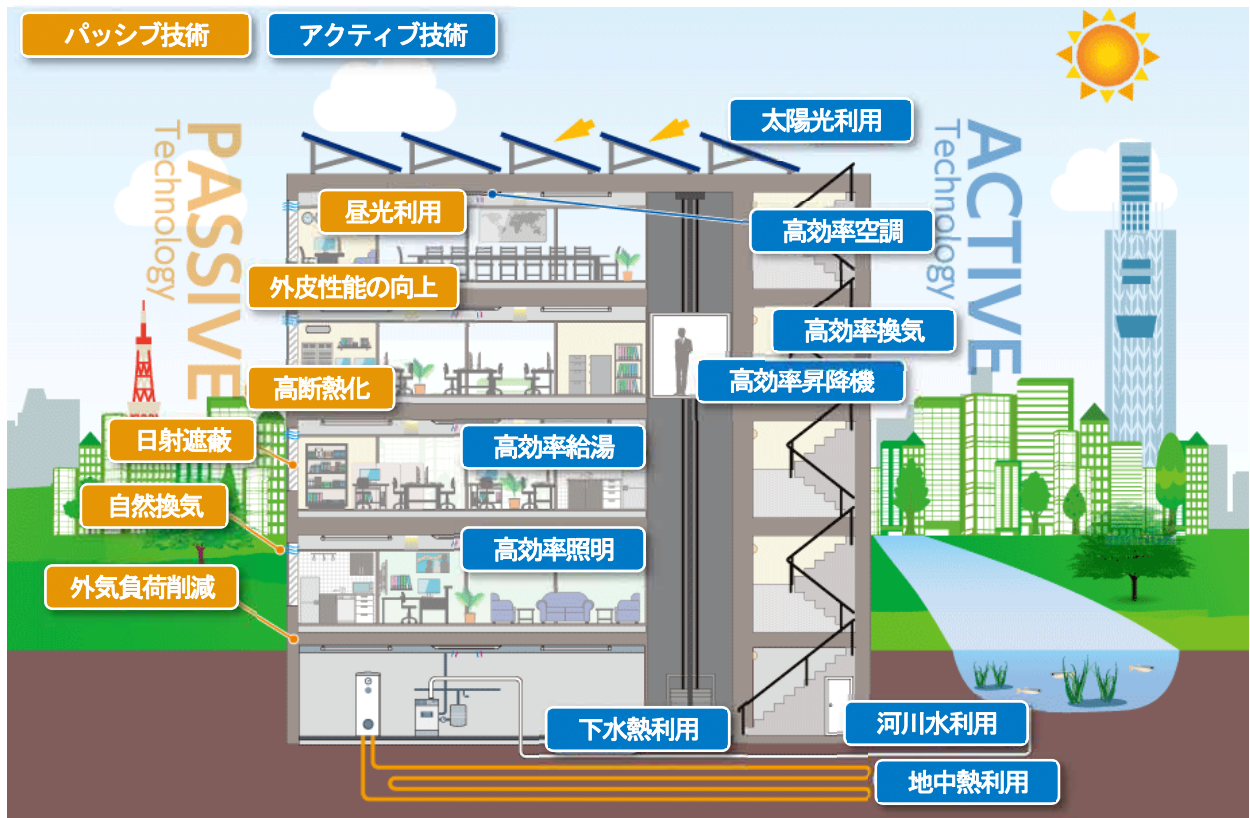 パッシブ技術
アクティブ技術
PASSIVE
Technology
ACTIVE
Technology
太陽光利用
昼光利用
高効率空調
外皮性能の向上
高効率換気
高断熱化
高効率昇降機
日射遮蔽
高効率給湯
自然換気
高効率照明
外気負荷削減
下水熱利用
河川水利用
地中熱利用